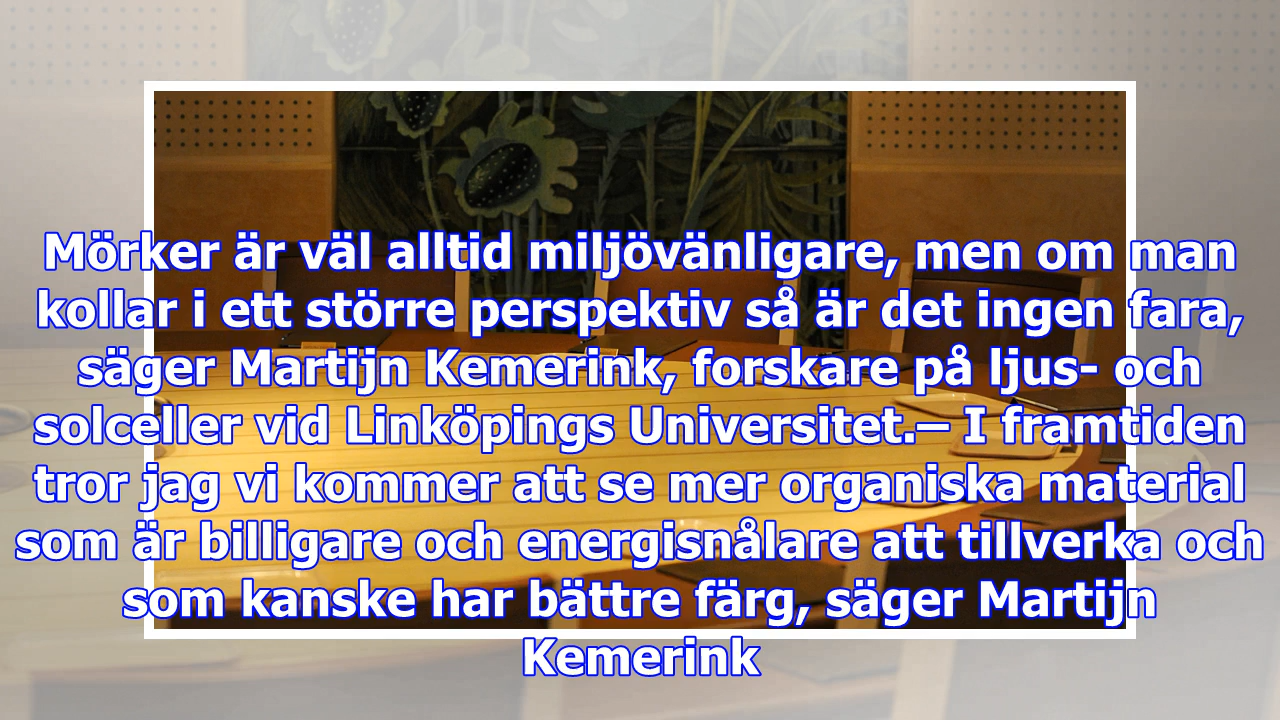 Mörker är väl alltid miljövänligare, men om man
kollar i ett större perspektiv så är det ingen fara,
säger Martijn Kemerink, forskare på ljus- och
solceller vid Linköpings Universitet.– I framtiden
tror jag vi kommer att se mer organiska material
som är billigare och energisnålare att tillverka och
som kanske har bättre färg, säger Martijn
Kemerink